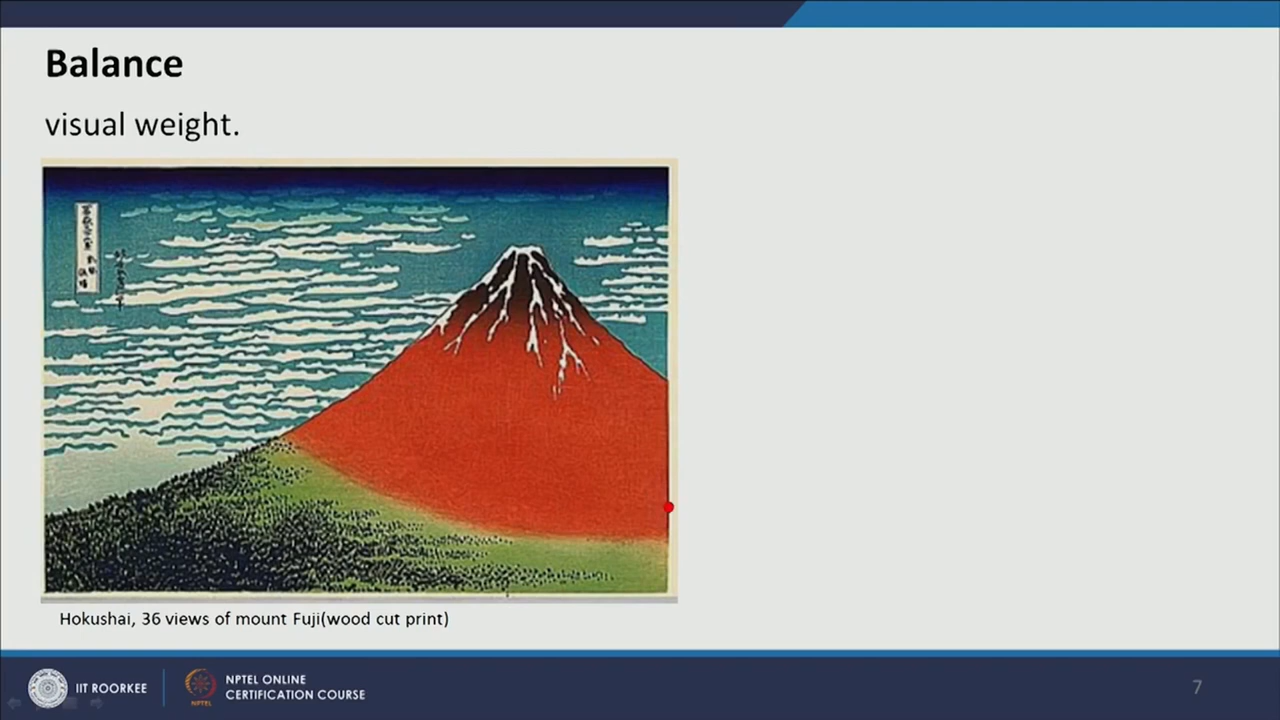 Balance
visual weight.
Hokushai, 36 views of mount Fuji(wood cut print)
IIT ROORKEE
NPTEL ONLINE
CERTIFICATION COURSE
NPTEL
7